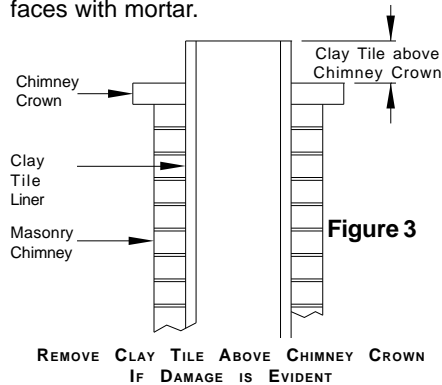 faces with mortar.
Clay Tile above
Chimney Crown
Chimney
Crown
Clay
Tile
Liner
Masonry
Chimney
Figure 3
REMOVE CLAY TILE ABOVE CHIMNEY CROWN
IF DAMAGE IS EVIDENT